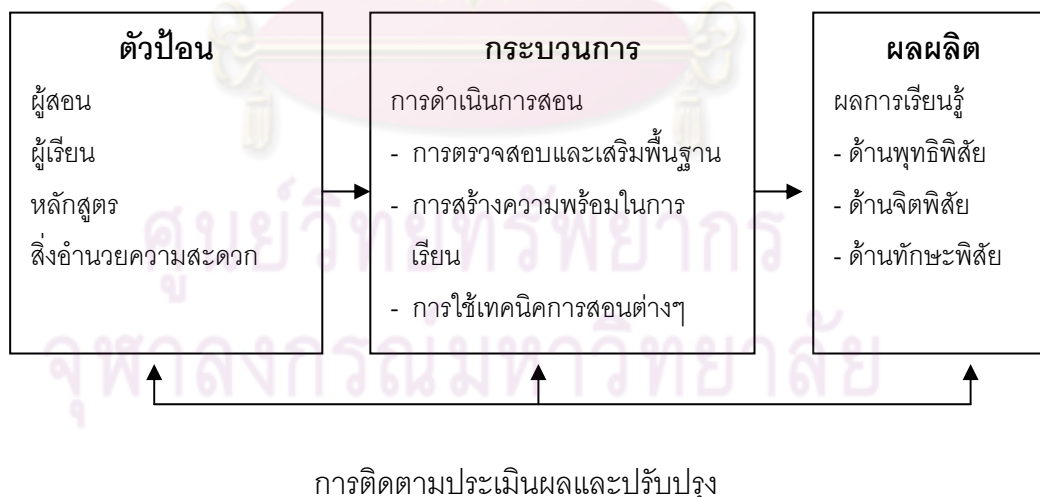 ตัวป้อน
ผู้สอน
ผู้เรียน
หลักสูตร
สิ่งอำนวยความสะดวก
กระบวนการ
การดำเนินการสอน
- การตรวจสอบและเสริมพื้นฐาน
- การสร้างความพร้อมในการ
เรียน
- การใช้เทคนิคการสอนต่างๆ
ผลผลิต
ผลการเรียนรู้
- ด้านพุทธิพิสัย
- ด้านจิตพิสัย
- ด้านทักษะพิสัย
ศูนย์วิทยทรัพยากร
จุฬาลงกรณ์มหาวิทยาลัย
การติดตามประเมินผลและปรับปรุง